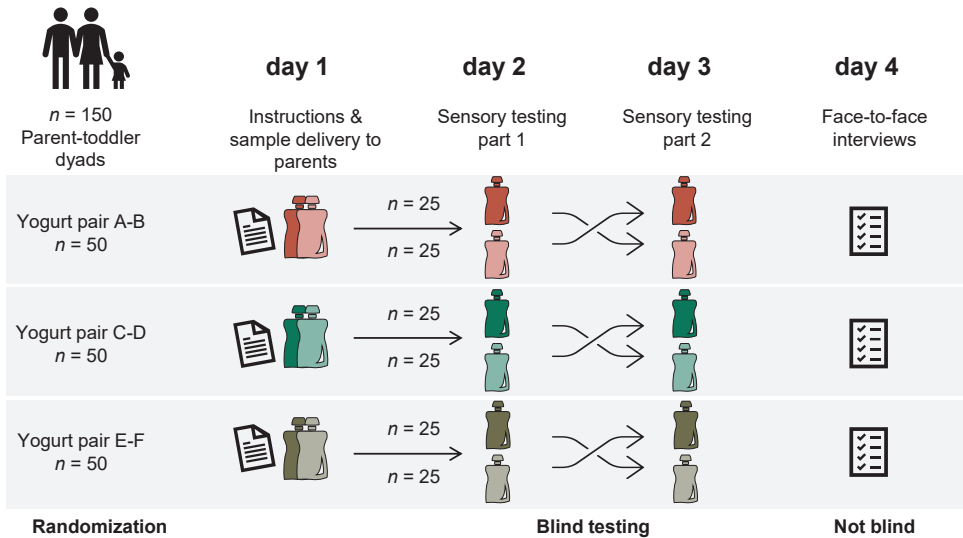 day 1
day 2
day 3
day 4
n = 150
Parent-toddler
dyads
Instructions &
sample delivery to
parents
Sensory testing
part 1
Sensory testing
part 2
Face-to-face
interviews
Yogurt pair A-B
n = 50
n = 25
n = 25
Yogurt pair C-D
n = 50
n = 25
n = 25
Yogurt pair E-F
n = 50
n = 25
n = 25
Randomization
Blind testing
Not blind